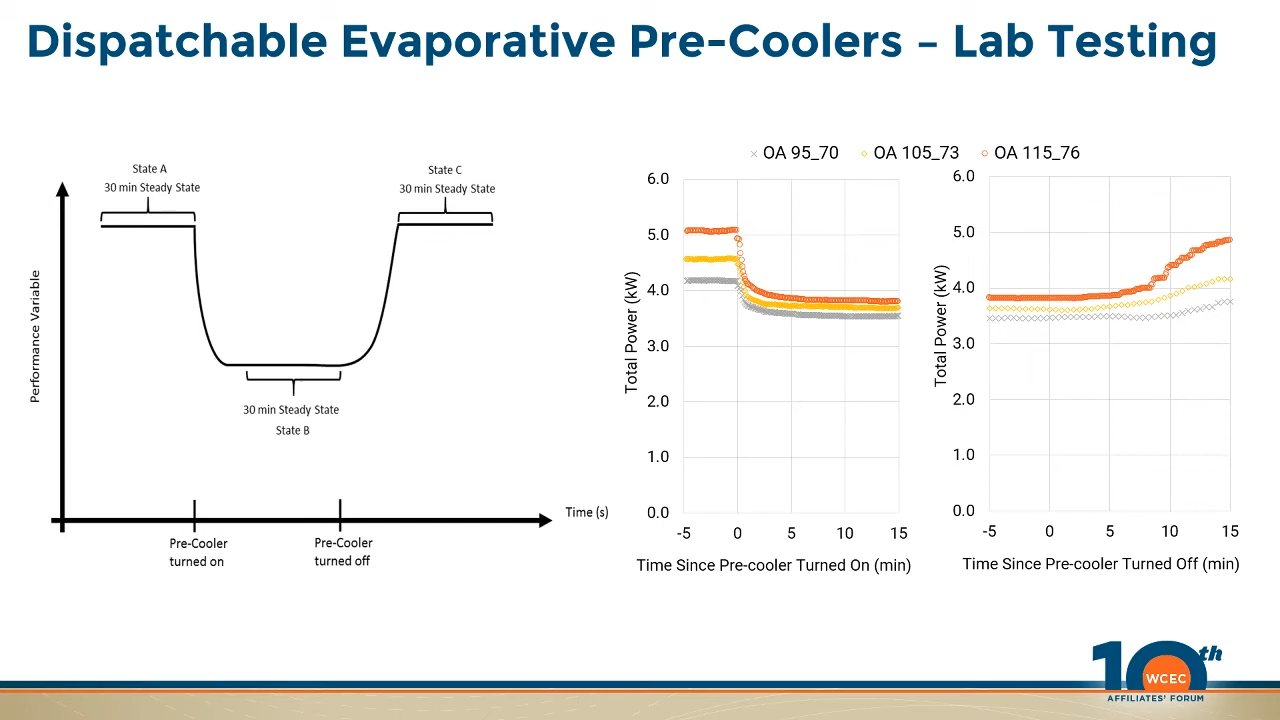 Dispatchable Evaporative Pre-Coolers – Lab Testing
State A
30 min Steady State
State C
30 min Steady State
Performance Variable
30 min Steady State
State B
Time (s)
Pre-Cooler
turned on
Pre-Cooler
turned off
OA 95_70
OA 105_73
OA 115_76
Total Power (kW)
6.0
5.0
4.0
3.0
2.0
1.0
0.0
-5
0
5
10
15
Time Since Pre-cooler Turned On (min)
Total Power (kW)
6.0
5.0
4.0
3.0
2.0
1.0
0.0
-5
0
5
10
15
Time Since Pre-cooler Turned Off (min)
10th
WCEC
AFFILIATES' FORUM